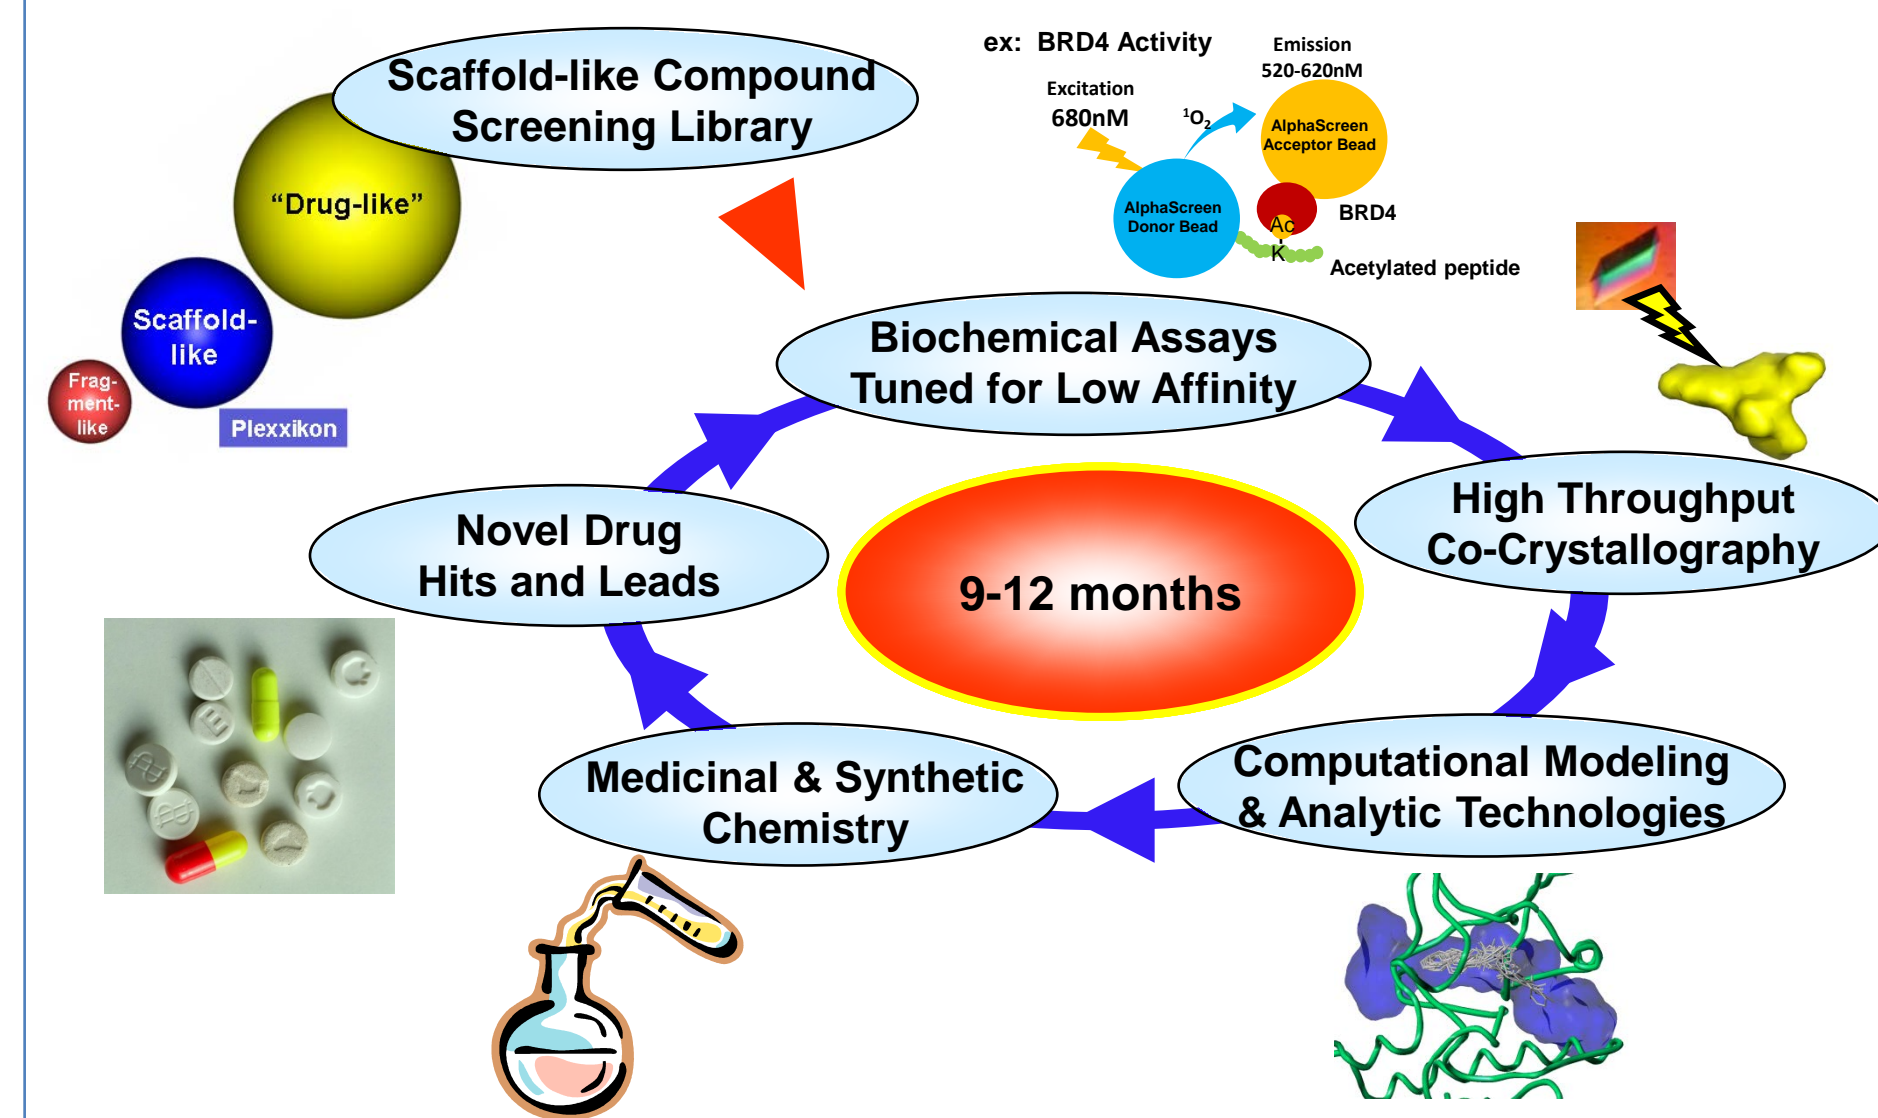 Scaffold-like Compound
Screening Library
“Drug-like”
Scaffold-
like
Frag-
ment-
like
Plexxikon
ex:  BRD4 Activity
Excitation
680nM
¹O₂
Emission
520-620nM
AlphaScreen
Acceptor Bead
AlphaScreen
Donor Bead
BRD4
Ac
K
Acetylated peptide
Biochemical Assays
Tuned for Low Affinity
High Throughput
Co-Crystallography
Novel Drug
Hits and Leads
9-12 months
Computational Modeling
& Analytic Technologies
Medicinal & Synthetic
Chemistry